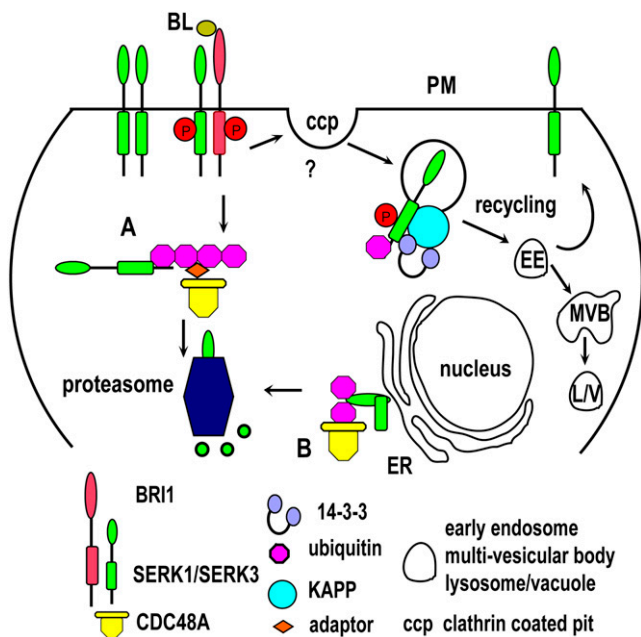 BL
PM
P
P
ccp
?
P
recycling
A
EE
MVB
nucleus
proteasome
L/V
B
ER
BRI1
14-3-3
early endosome
ubiquitin
multi-vesicular body
SERK1/SERK3
KAPP
lysosome/vacuole
CDC48A
adaptor
ccp clathrin coated pit